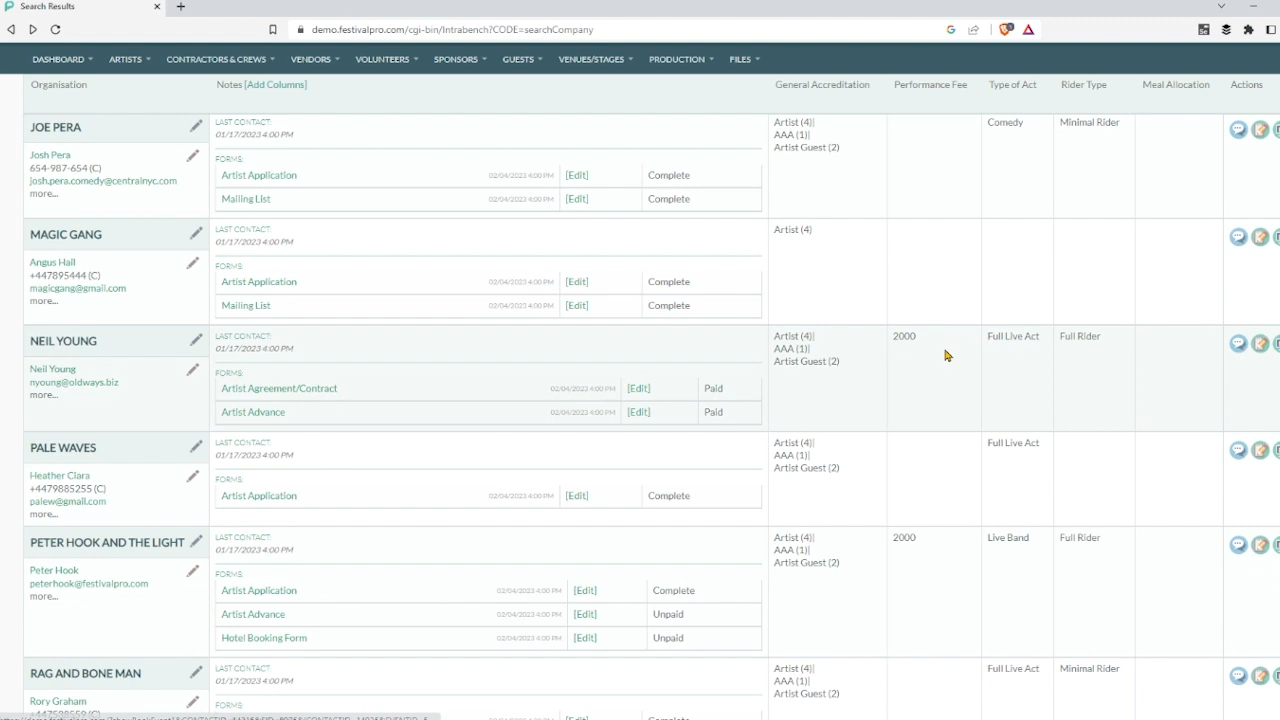 Search Results
demo.festivalpro.com/cgi-bin/Intrabench?CODE=searchCompany
DASHBOARD ARTISTS CONTRACTORS & CREWS VENDORS VOLUNTEERS SPONSORS GUESTS VENUES/STAGES PRODUCTION FILES
Organisation Notes [Add Columns] General Accreditation Performance Fee Type of Act Rider Type Meal Allocation Actions
JOE PERA
Josh Pera
654-987-654 (C)
josh.pera.comedy@centralnyc.com
more...
LAST CONTACT:
01/17/2023 4:00 PM
FORMS:
Artist Application 02/04/2023 4:00 PM [Edit] Complete
Mailing List 02/04/2023 4:00 PM [Edit] Complete
Artist (4)|
AAA (1)|
Artist Guest (2)
Comedy
Minimal Rider
MAGIC GANG
Angus Hall
+447895444 (C)
magicgang@gmail.com
more...
LAST CONTACT:
01/17/2023 4:00 PM
FORMS:
Artist Application 02/04/2023 4:00 PM [Edit] Complete
Mailing List 02/04/2023 4:00 PM [Edit] Complete
Artist (4)
NEIL YOUNG
Neil Young
nyoung@oldways.biz
more...
LAST CONTACT:
01/17/2023 4:00 PM
FORMS:
Artist Agreement/Contract 02/04/2023 4:00 PM [Edit] Paid
Artist Advance 02/04/2023 4:00 PM [Edit] Paid
Artist (4)|
AAA (1)|
Artist Guest (2)
2000
Full Live Act
Full Rider
PALE WAVES
Heather Clara
+4479885255 (C)
palew@gmail.com
more...
LAST CONTACT:
01/17/2023 4:00 PM
FORMS:
Artist Application 02/04/2023 4:00 PM [Edit] Complete
Artist (4)|
AAA (1)|
Artist Guest (2)
Full Live Act
PETER HOOK AND THE LIGHT
Peter Hook
peterhook@festivalpro.com
more...
LAST CONTACT:
01/17/2023 4:00 PM
FORMS:
Artist Application 02/04/2023 4:00 PM [Edit] Complete
Artist Advance 02/04/2023 4:00 PM [Edit] Unpaid
Hotel Booking Form 02/04/2023 4:00 PM [Edit] Unpaid
Artist (4)|
AAA (1)|
Artist Guest (2)
2000
Live Band
Full Rider
RAG AND BONE MAN
Rory Graham
LAST CONTACT:
01/17/2023 4:00 PM
FORMS:
Artist (4)|
AAA (1)|
Artist Guest (2)
Full Live Act
Minimal Rider